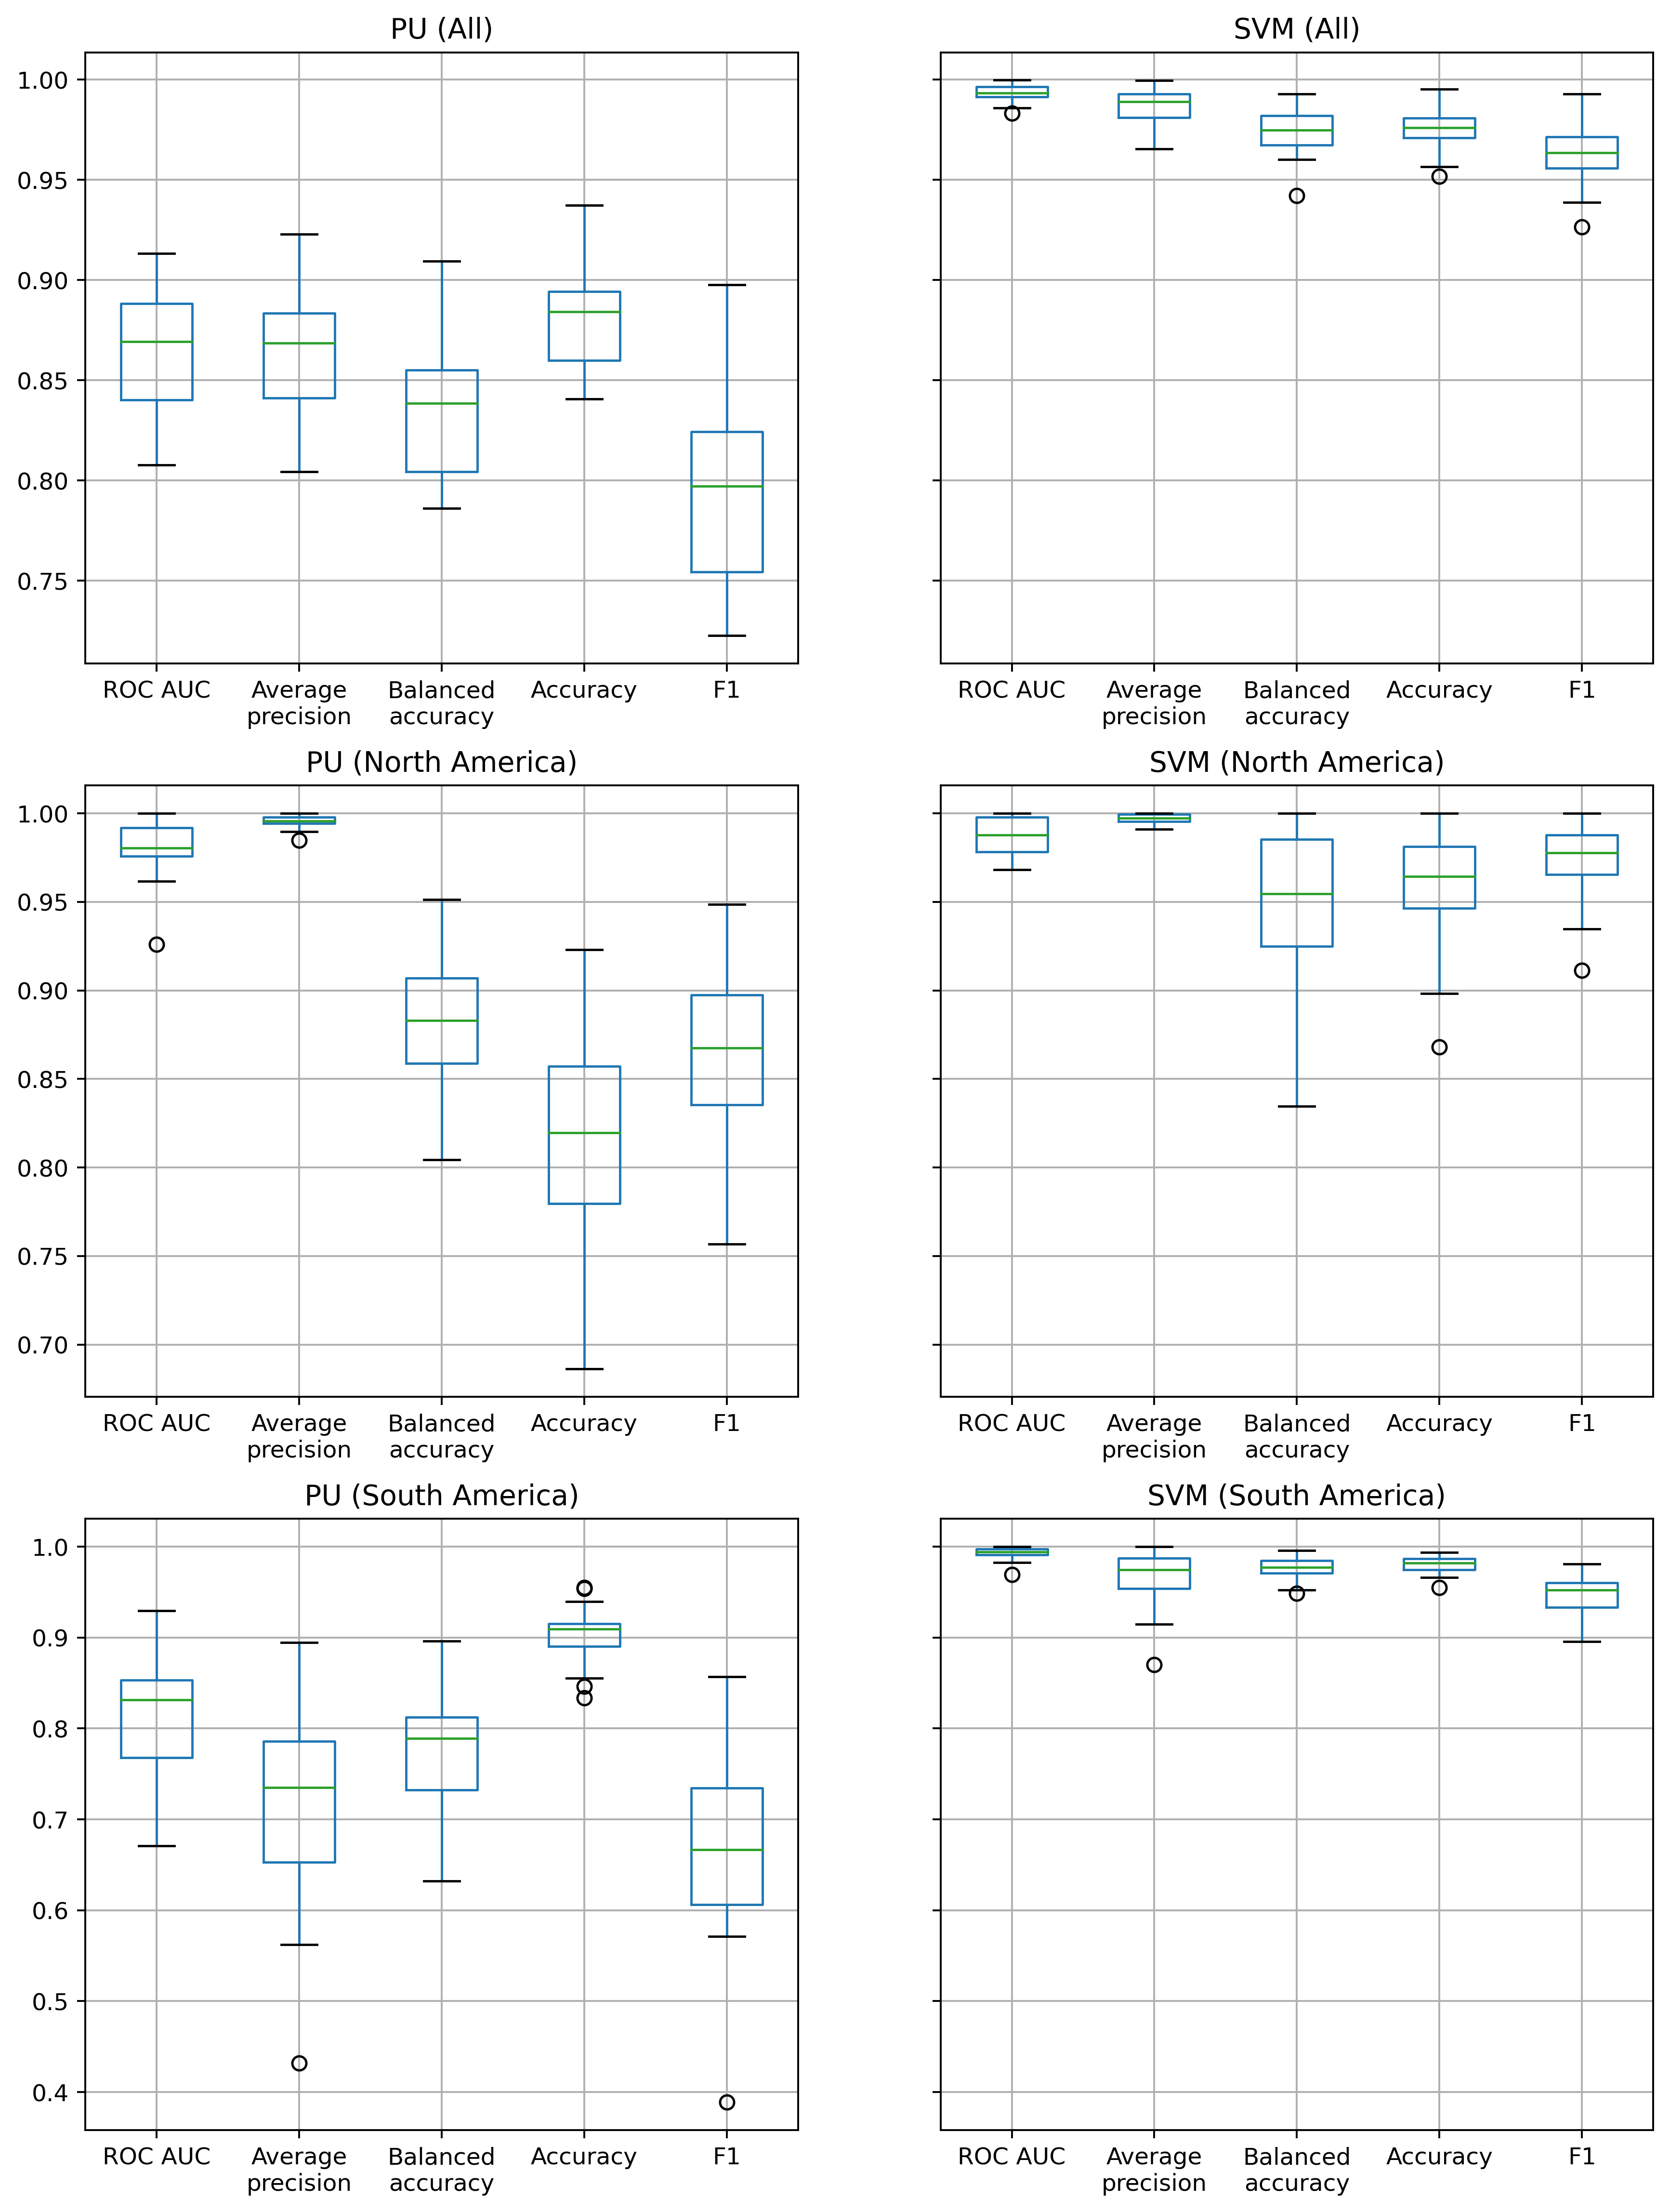 PU (All)
SVM (All)
1.00
0.95
0.90
0.85
0.80
0.75
ROC AUC
Average
precision
Balanced
accuracy
Accuracy
F1
ROC AUC
Average
precision
Balanced
accuracy
Accuracy
F1
PU (North America)
SVM (North America)
1.00
0.95
0.90
0.85
0.80
0.75
0.70
ROC AUC
Average
precision
Balanced
accuracy
Accuracy
F1
ROC AUC
Average
precision
Balanced
accuracy
Accuracy
F1
PU (South America)
SVM (South America)
1.0
0.9
0.8
0.7
0.6
0.5
0.4
ROC AUC
Average
precision
Balanced
accuracy
Accuracy
F1
ROC AUC
Average
precision
Balanced
accuracy
Accuracy
F1